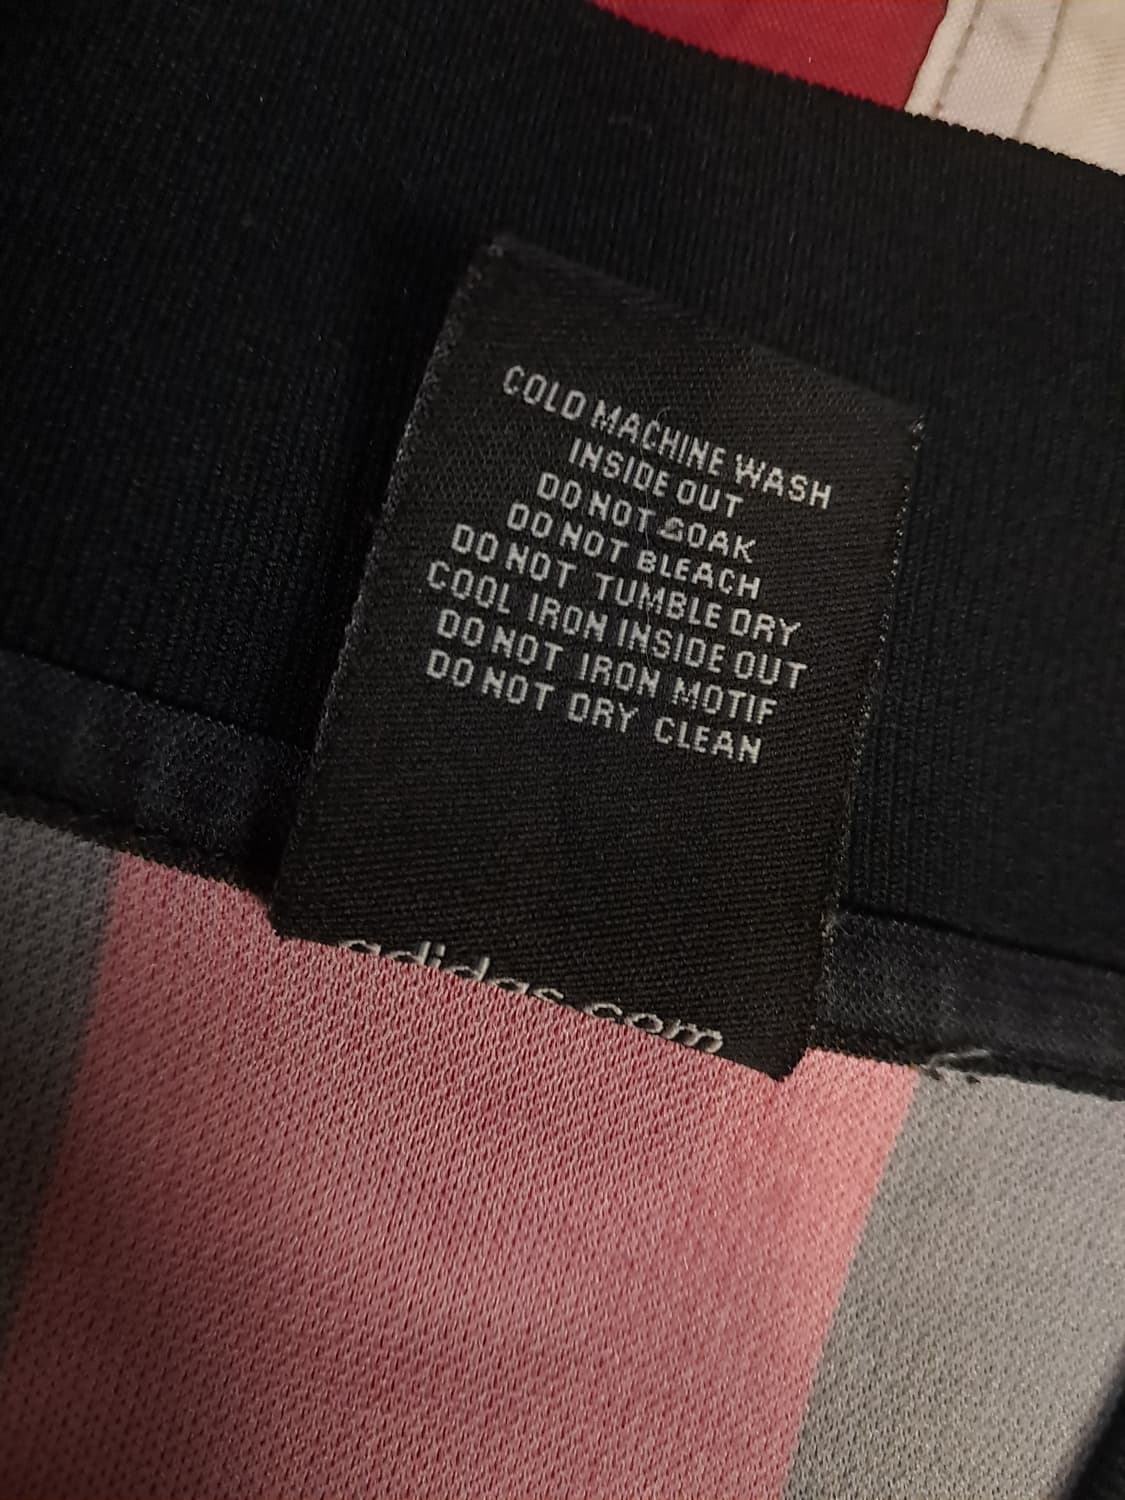 COLD MACHINE WASH
INSIDE OUT
DO NOT SOAK
DO NOT BLEACH
DO NOT TUMBLE DRY
COOL IRON INSIDE OUT
DO NOT IRON MOTIF
DO NOT DRY CLEAN
adidas.com